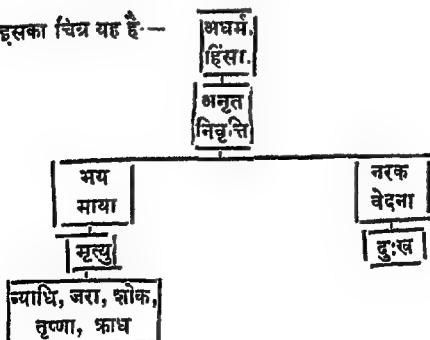 इसका चित्र यह है—
अधर्म.
हिंसा.
अनृत
निवृत्ति
भय
माया
नरक
वेदना
मृत्यु
दुःख
व्याधि, जरा, शोक,
तृष्णा, क्राध